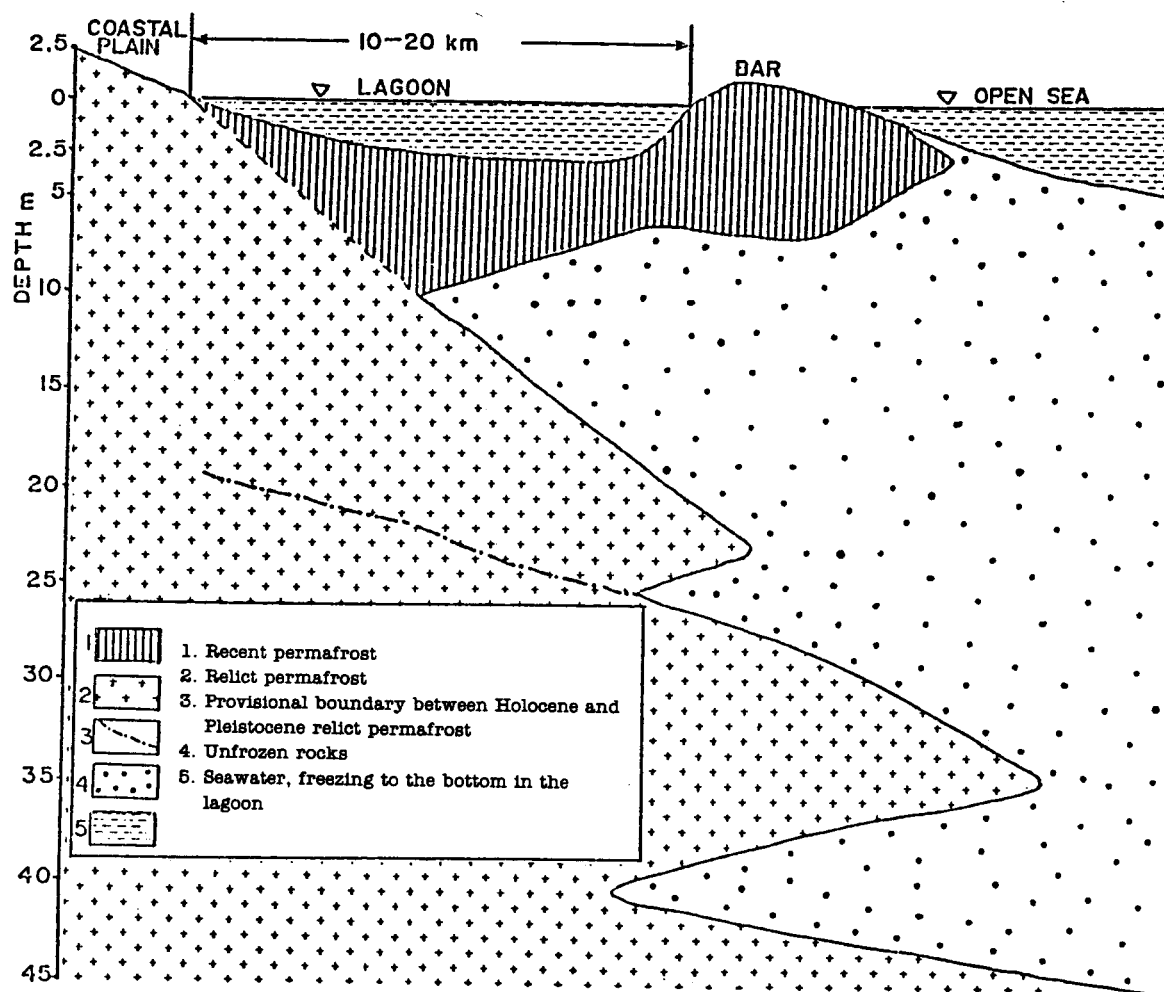 COASTAL
PLAIN
10-20 km
LAGOON
BAR
OPEN SEA
DEPTH m
2.5
0
2.5
5
10
15
20
25
30
35
40
45
1
2
3
4
5
1. Recent permafrost
2. Relict permafrost
3. Provisional boundary between Holocene and
Pleistocene relict permafrost
4. Unfrozen rocks
5. Seawater, freezing to the bottom in the
lagoon